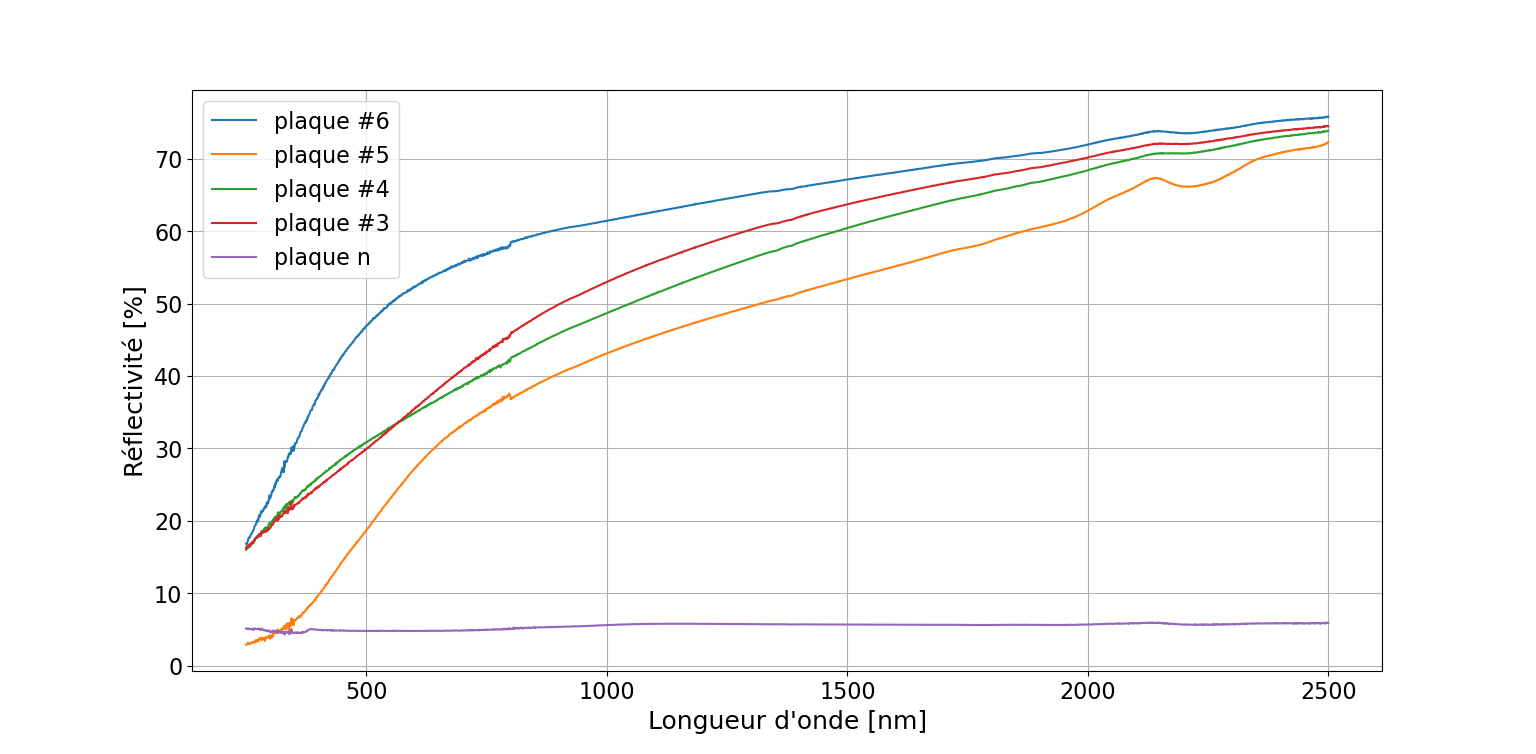 plaque #6
plaque #5
plaque #4
plaque #3
plaque n
Réflectivité [%]
70
60
50
40
30
20
10
0
500 1000 1500 2000 2500
Longueur d'onde [nm]